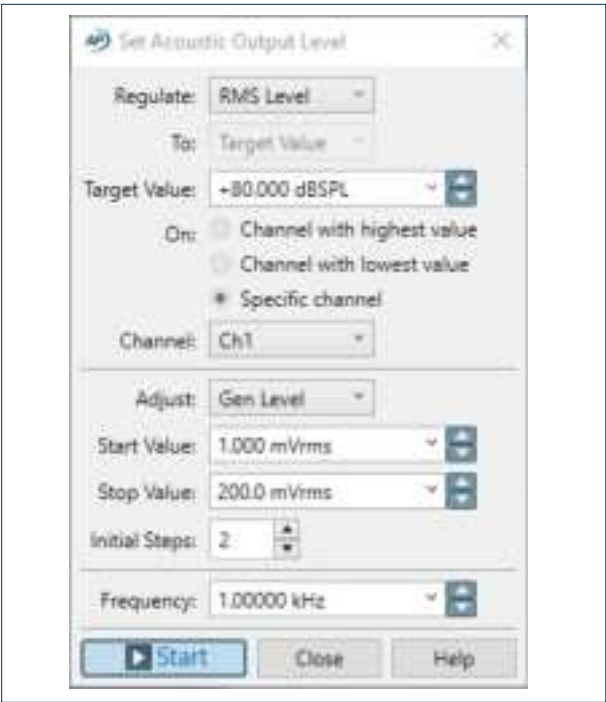 AP Set Acoustic Output Level
Regulate: RMS Level
To: Target Value
Target Value: +80.000 dBSPL
On: Channel with highest value
Channel with lowest value
Specific channel
Channel: Ch1
Adjust: Gen Level
Start Value: 1.000 mVrms
Stop Value: 200.0 mVrms
Initial Steps: 2
Frequency: 1.00000 kHz
Start Close Help